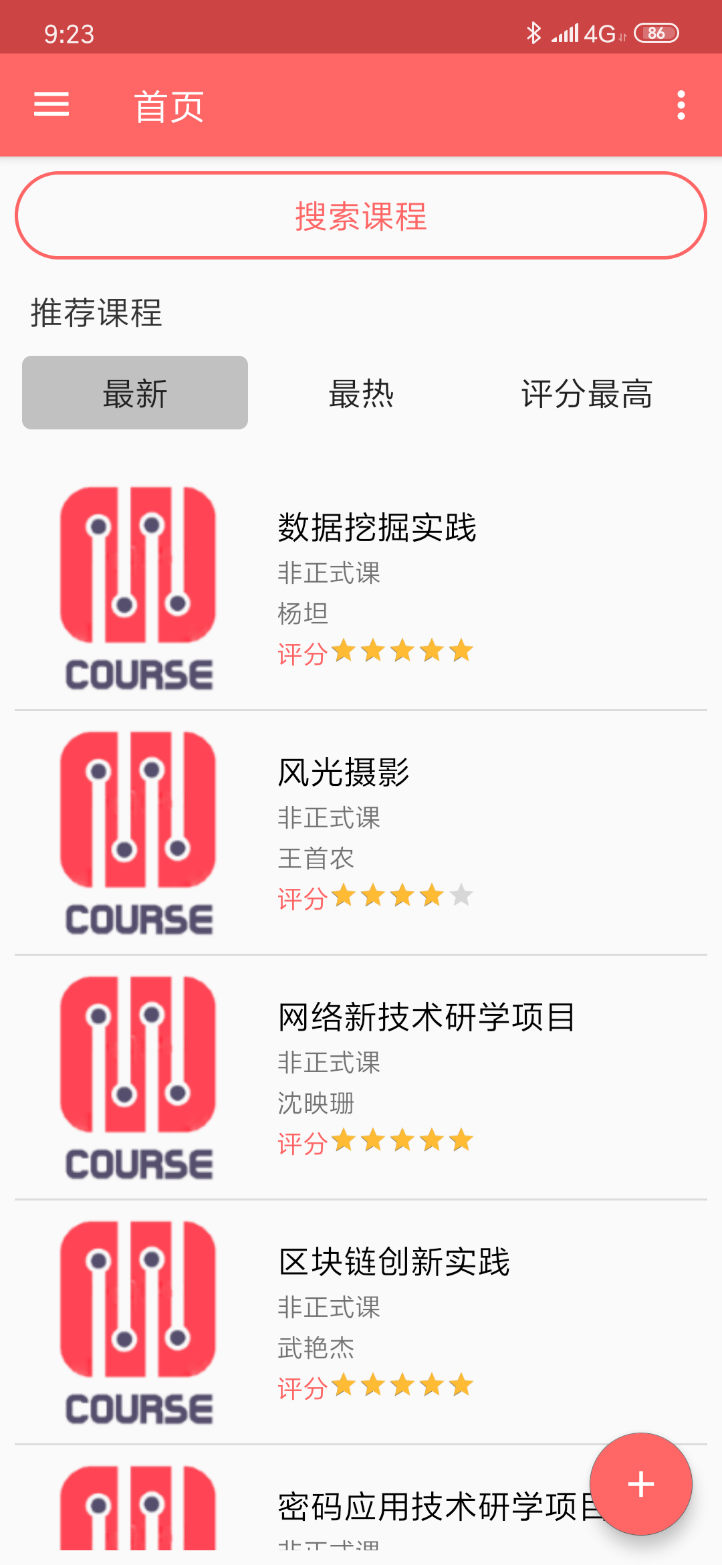 9:23
4G
86
首页
搜索课程
推荐课程
最新
最热
评分最高
COURSE
数据挖掘实践
非正式课
杨坦
评分
COURSE
风光摄影
非正式课
王首农
评分
COURSE
网络新技术研学项目
非正式课
沈映珊
评分
COURSE
区块链创新实践
非正式课
武艳杰
评分
密码应用技术研学项目
非正式课
+